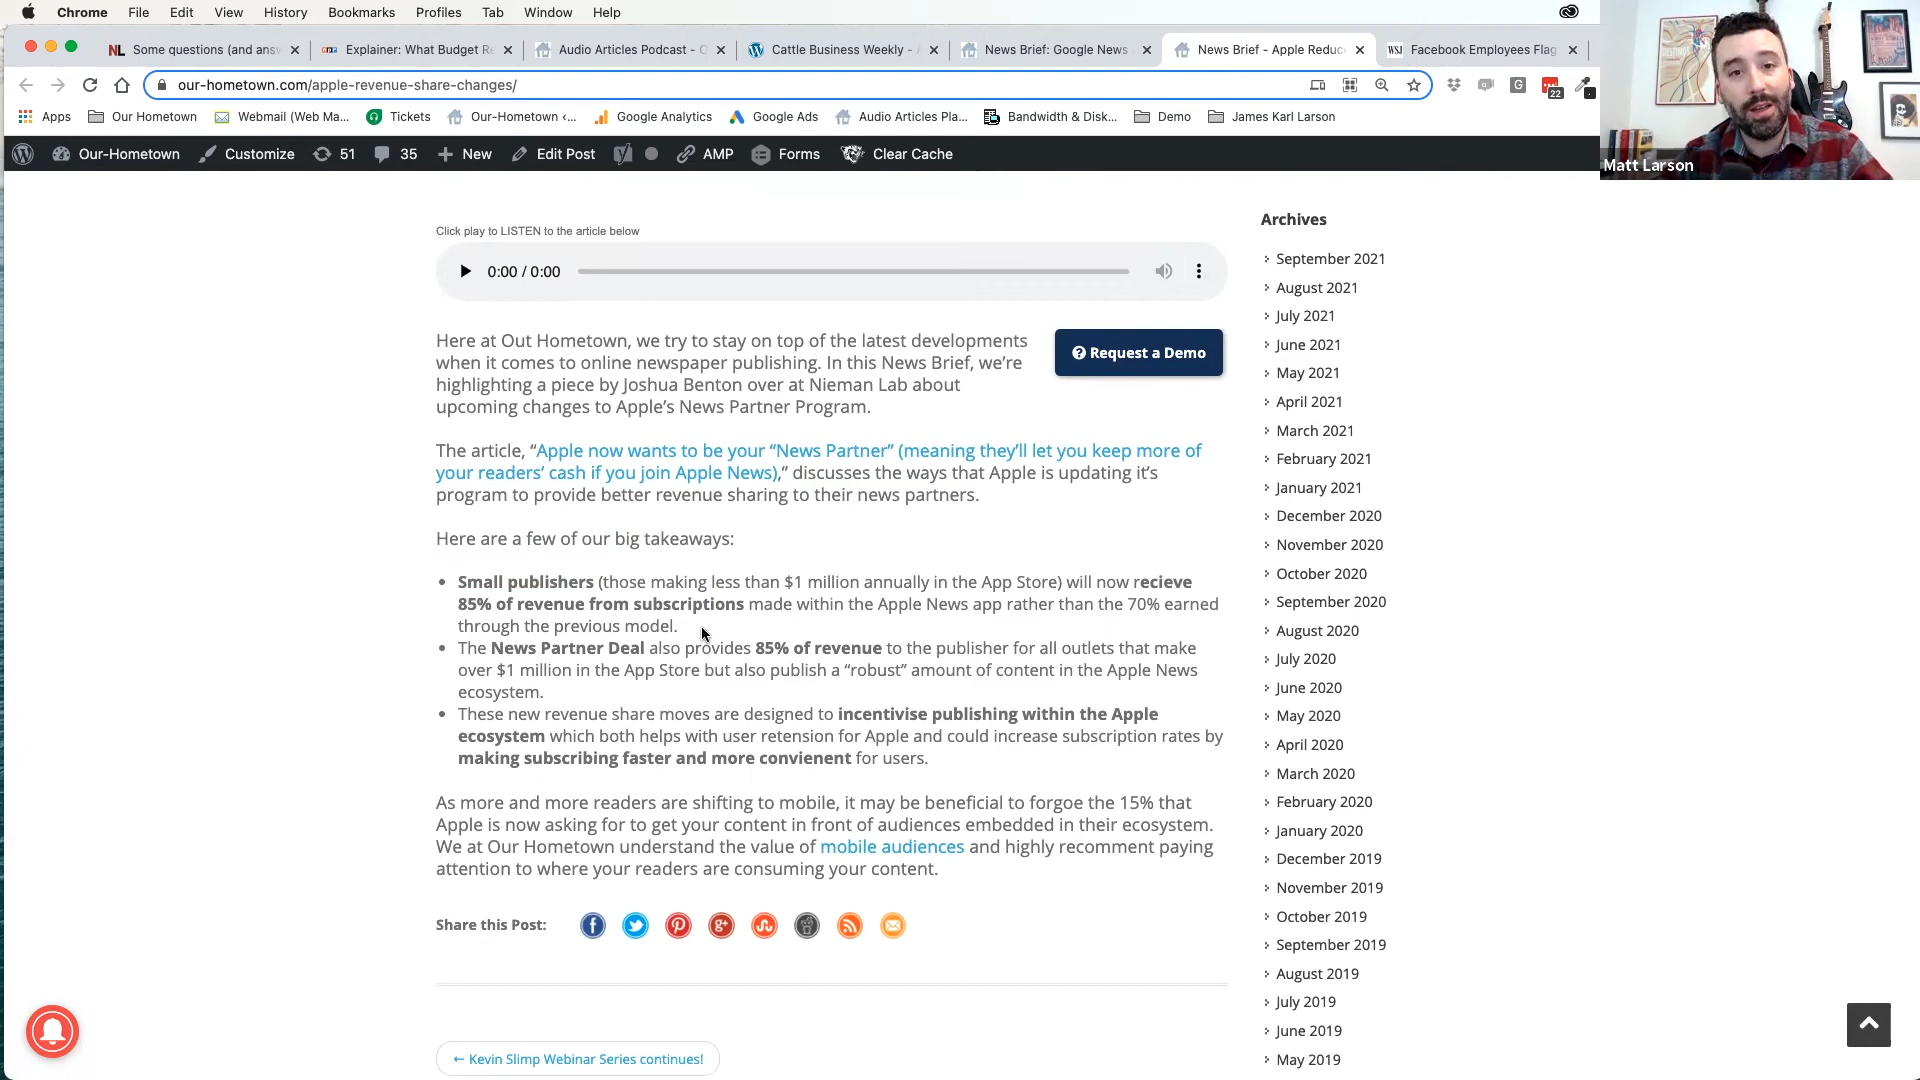 Chrome File Edit View History Bookmarks Profiles Tab Window Help
NL Some questions (and ans
Explainer: What Budget Re
Audio Articles Podcast -
Cattle Business Weekly -
News Brief: Google News
News Brief - Apple Reduc
WSJ Facebook Employees Flag
our-hometown.com/apple-revenue-share-changes/
G
22
Apps Our Hometown Webmail (Web Ma... Tickets Our-Hometown <... Google Analytics Google Ads Audio Articles Pla... Bandwidth & Disk... Demo James Karl Larson
Our-Hometown Customize 51 35 New Edit Post AMP Forms Clear Cache
Matt Larson
Click play to LISTEN to the article below
0:00 / 0:00
Here at Out Hometown, we try to stay on top of the latest developments
when it comes to online newspaper publishing. In this News Brief, we're
highlighting a piece by Joshua Benton over at Nieman Lab about
upcoming changes to Apple's News Partner Program.
Request a Demo
The article, “Apple now wants to be your “News Partner” (meaning they’ll let you keep more of
your readers’ cash if you join Apple News),” discusses the ways that Apple is updating it’s
program to provide better revenue sharing to their news partners.
Here are a few of our big takeaways:
• Small publishers (those making less than $1 million annually in the App Store) will now recieve
85% of revenue from subscriptions made within the Apple News app rather than the 70% earned
through the previous model.
• The News Partner Deal also provides 85% of revenue to the publisher for all outlets that make
over $1 million in the App Store but also publish a “robust” amount of content in the Apple News
ecosystem.
• These new revenue share moves are designed to incentivise publishing within the Apple
ecosystem which both helps with user retension for Apple and could increase subscription rates by
making subscribing faster and more convienent for users.
As more and more readers are shifting to mobile, it may be beneficial to forgoe the 15% that
Apple is now asking for to get your content in front of audiences embedded in their ecosystem.
We at Our Hometown understand the value of mobile audiences and highly recomment paying
attention to where your readers are consuming your content.
Share this Post:
← Kevin Slimp Webinar Series continues!
Archives
September 2021
August 2021
July 2021
June 2021
May 2021
April 2021
March 2021
February 2021
January 2021
December 2020
November 2020
October 2020
September 2020
August 2020
July 2020
June 2020
May 2020
April 2020
March 2020
February 2020
January 2020
December 2019
November 2019
October 2019
September 2019
August 2019
July 2019
June 2019
May 2019